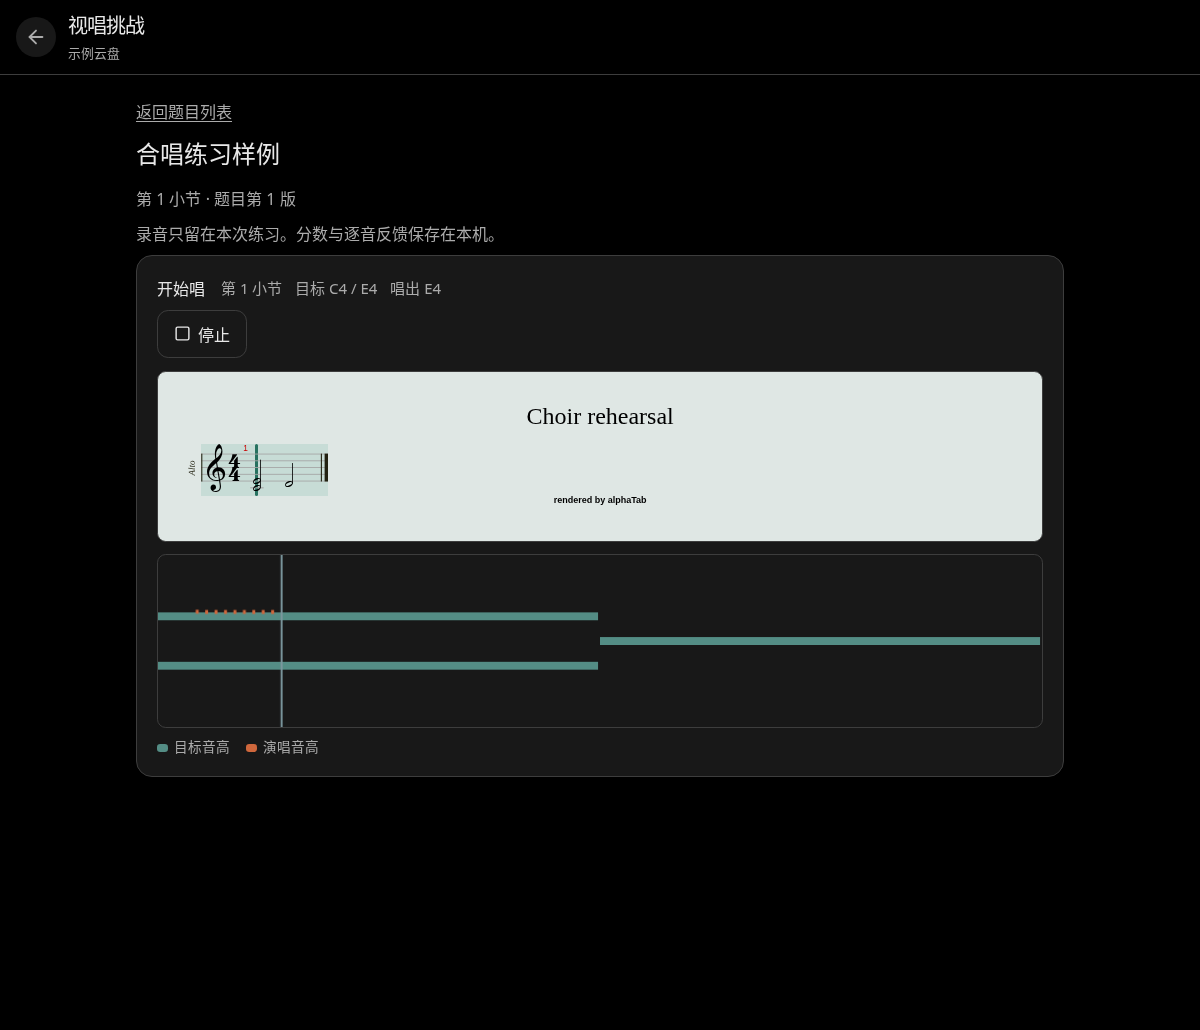 视唱挑战
示例云盘
返回题目列表
合唱练习样例
第 1 小节 · 题目第 1 版
录音只留在本次练习。分数与逐音反馈保存在本机。
开始唱 第 1 小节 目标 C4 / E4 唱出 E4
停止
Choir rehearsal
1
Alto
4
4
rendered by alphaTab
目标音高 演唱音高